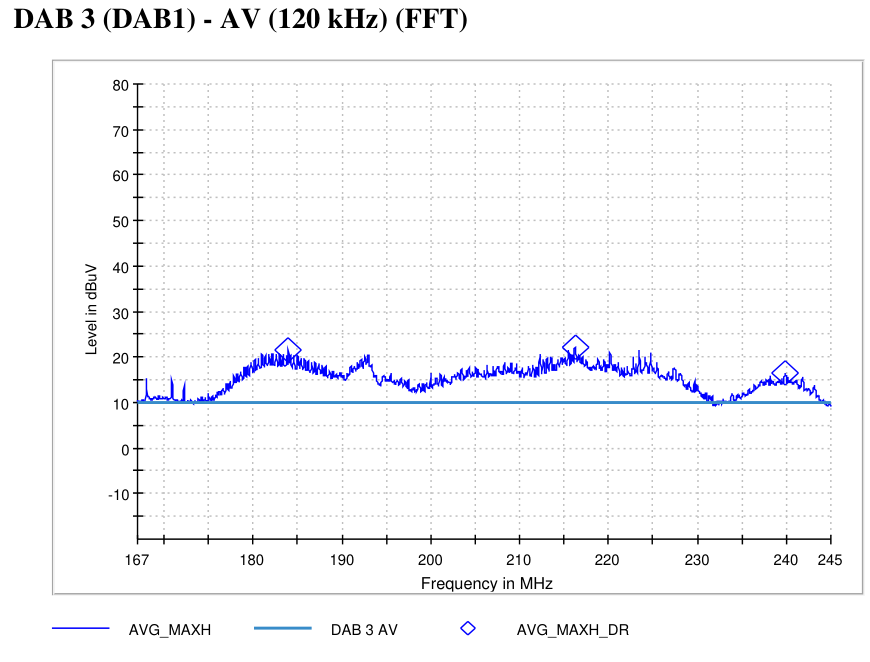 DAB 3 (DAB1) - AV (120 kHz) (FFT)
80
70
60
50
40
30
20
10
0
-10
Level in dBuV
167 180 190 200 210 220 230 240 245
Frequency in MHz
AVG_MAXH DAB 3 AV AVG_MAXH_DR